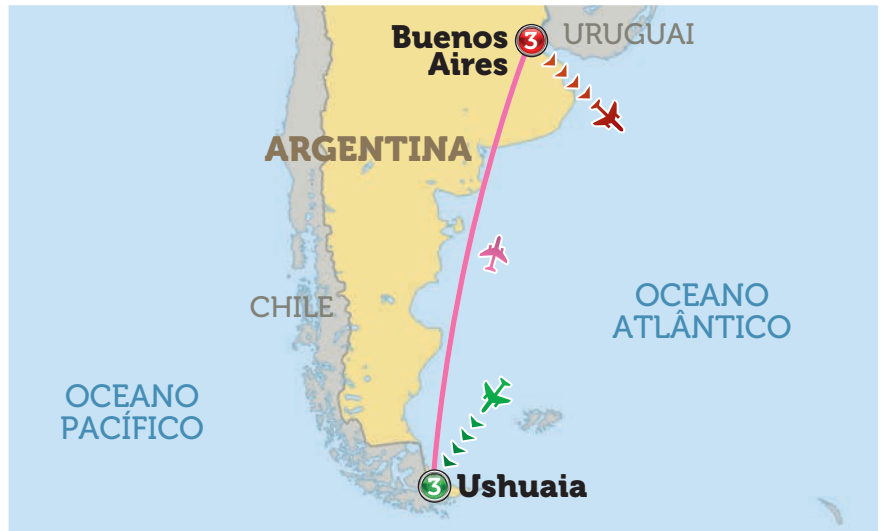 Buenos
Aires
3
URUGUAI
ARGENTINA
CHILE
OCEANO
ATLÂNTICO
OCEANO
PACÍFICO
3
Ushuaia